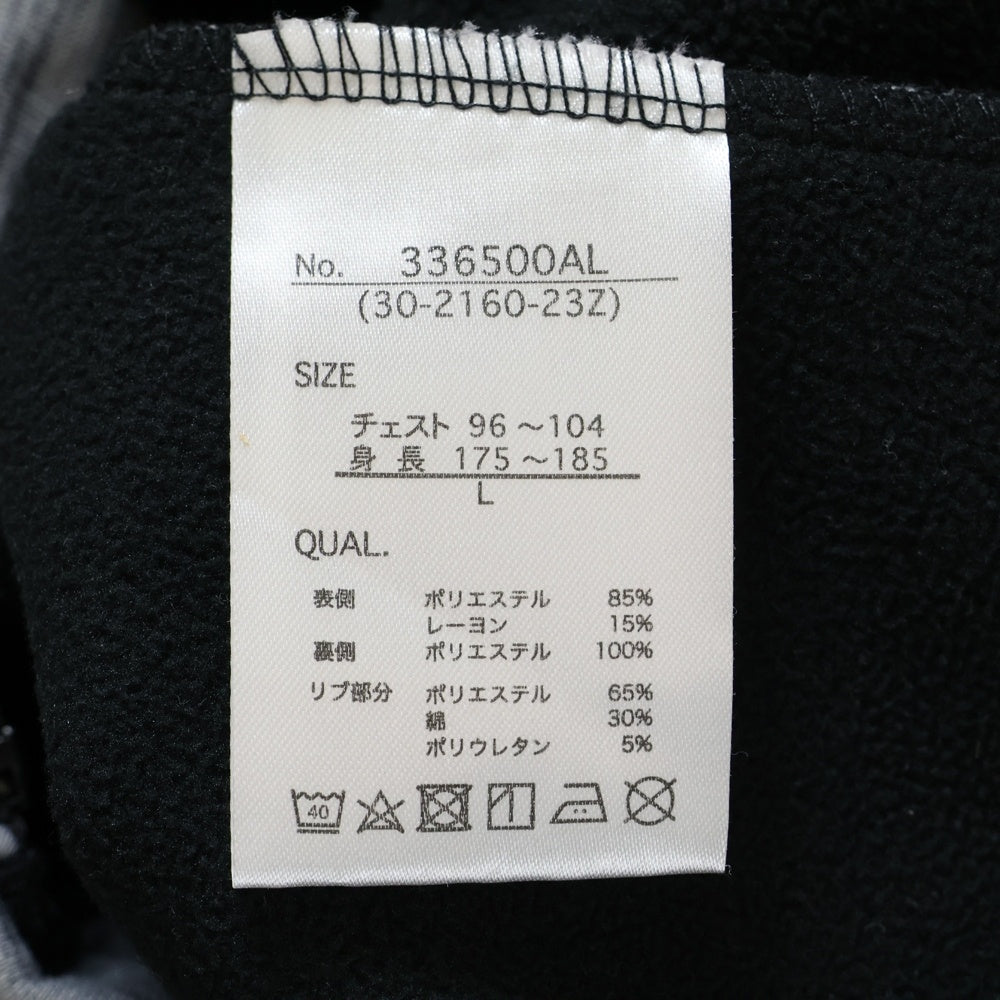 No. 336500AL
(30-2160-23Z)
SIZE
チェスト 96～104
身長 175～185
L
QUAL.
表側 ポリエステル 85%
レーヨン 15%
裏側 ポリエステル 100%
リブ部分 ポリエステル 65%
綿 30%
ポリウレタン 5%
40